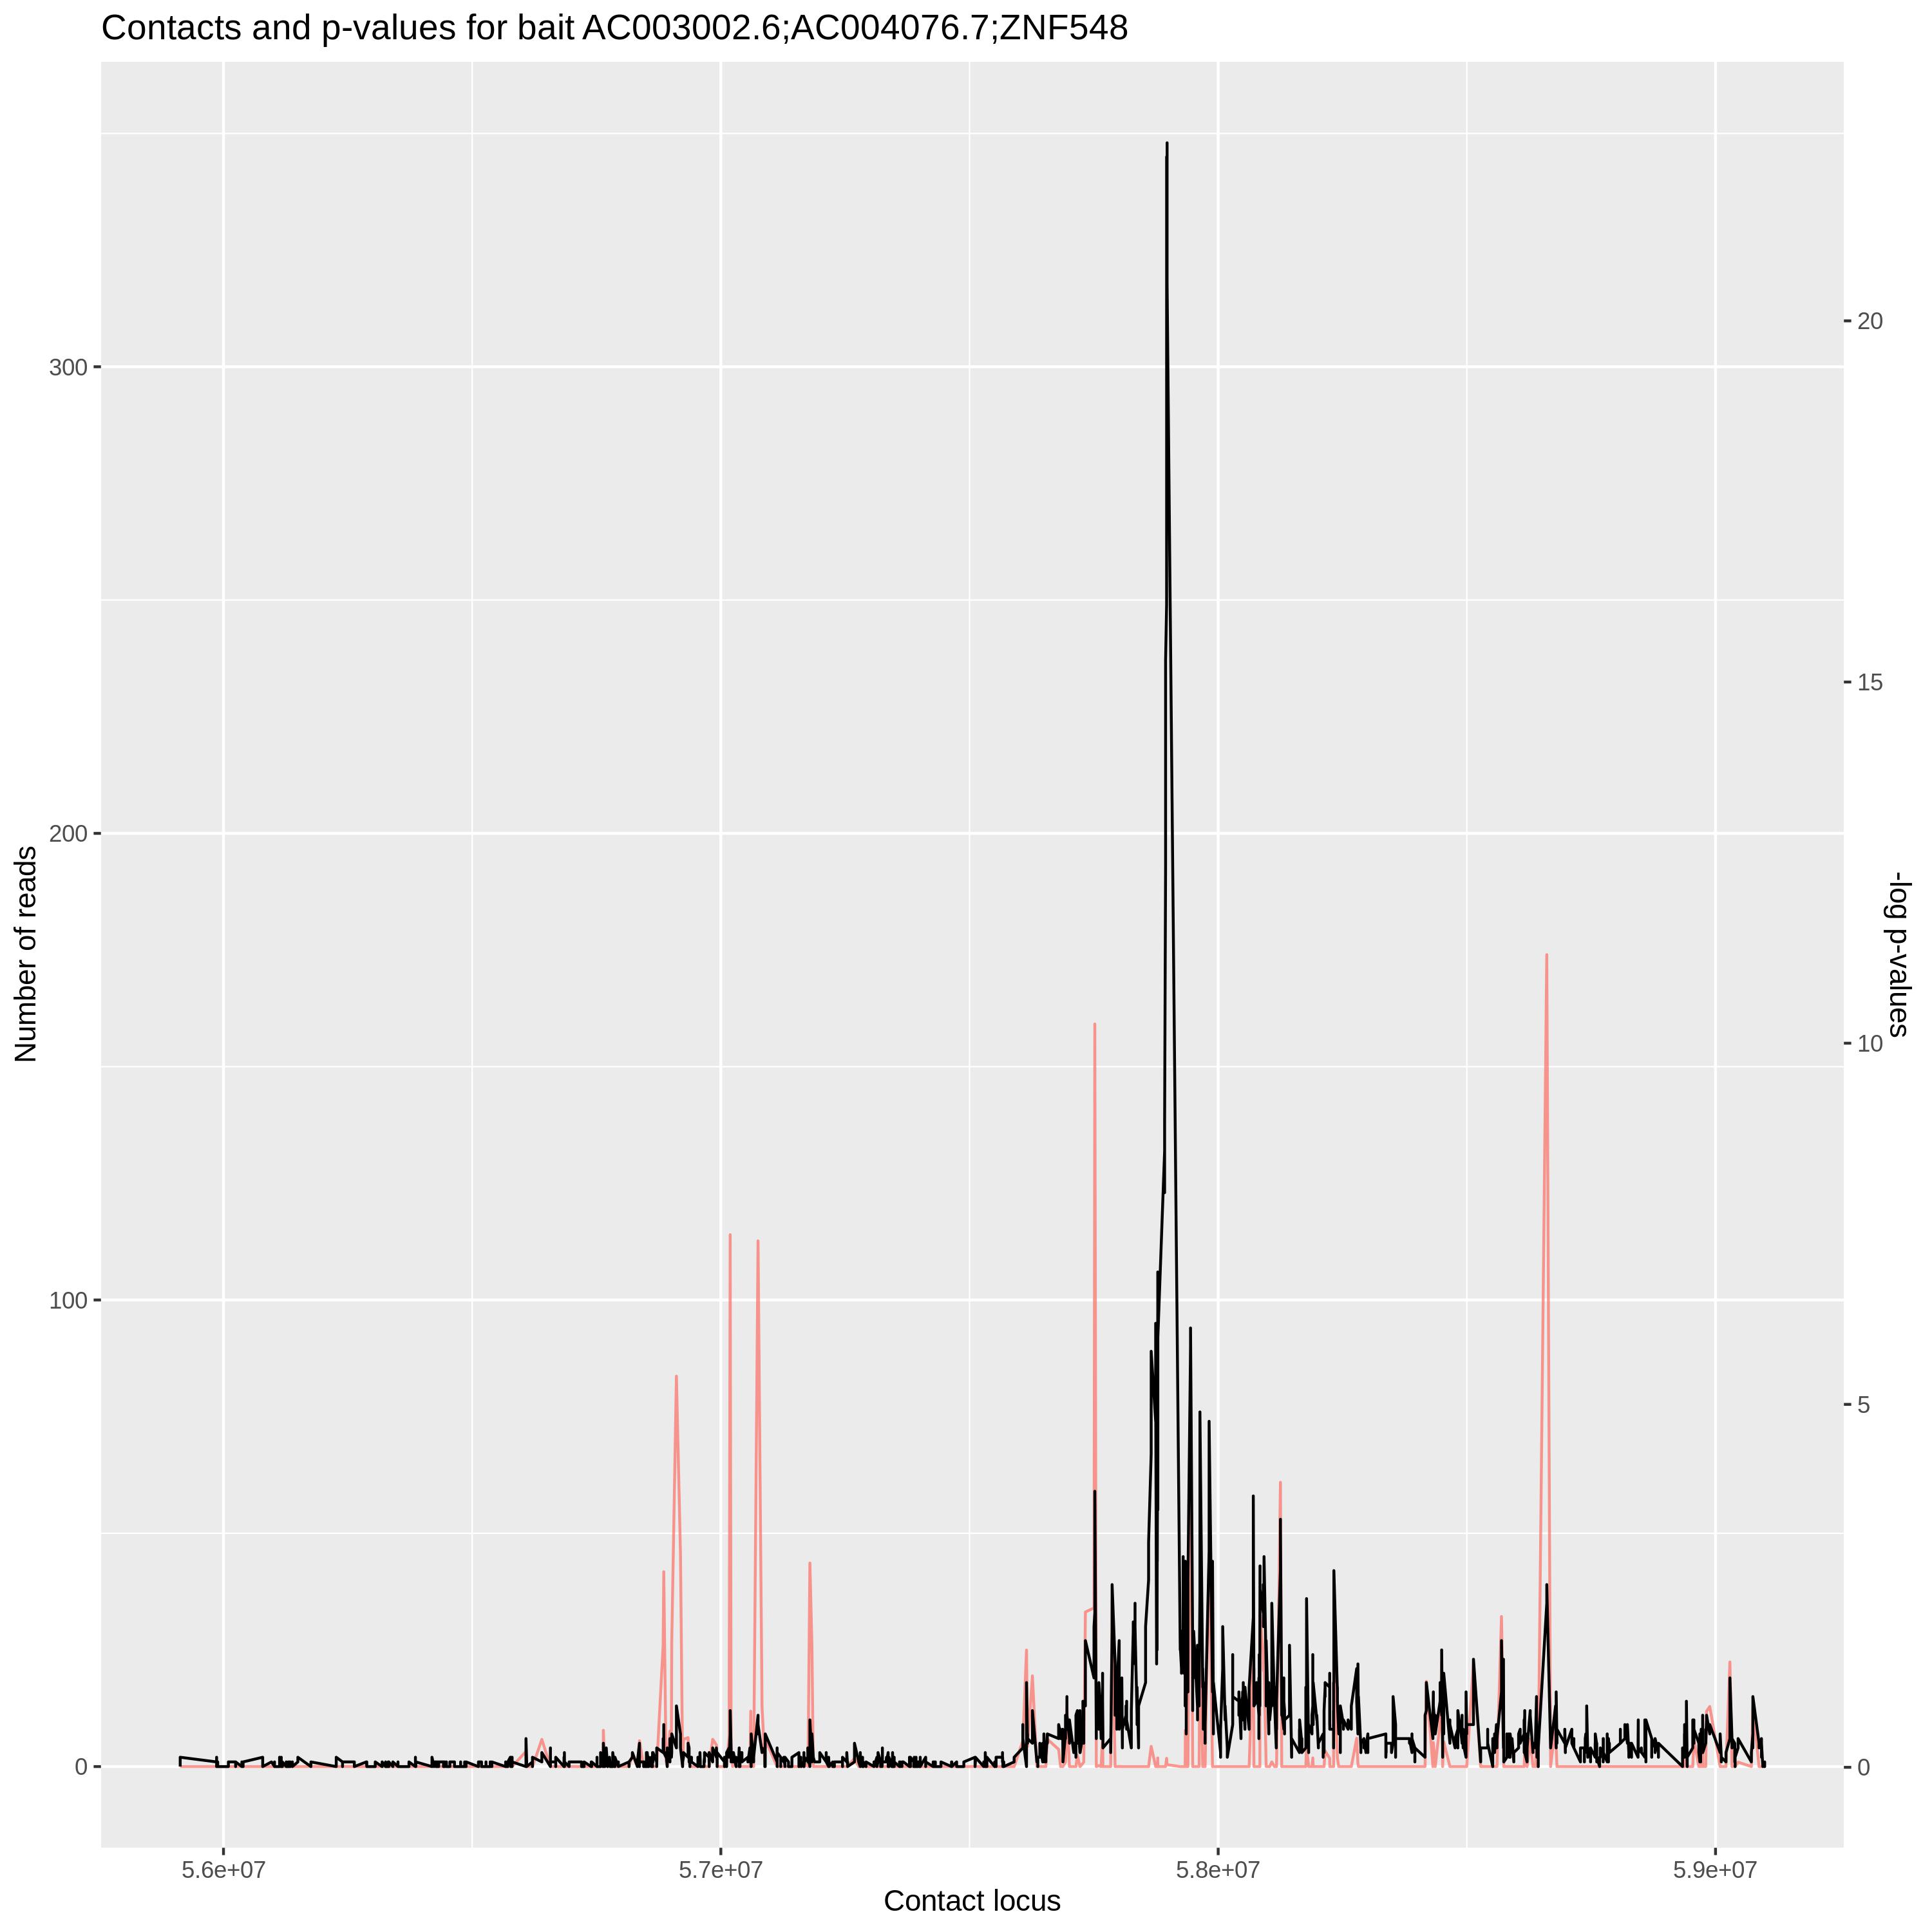 Contacts and p-values for bait AC003002.6;AC004076.7;ZNF548
300
200
100
0
Number of reads
20
15
10
5
0
-log p-values
5.6e+07
5.7e+07
5.8e+07
5.9e+07
Contact locus